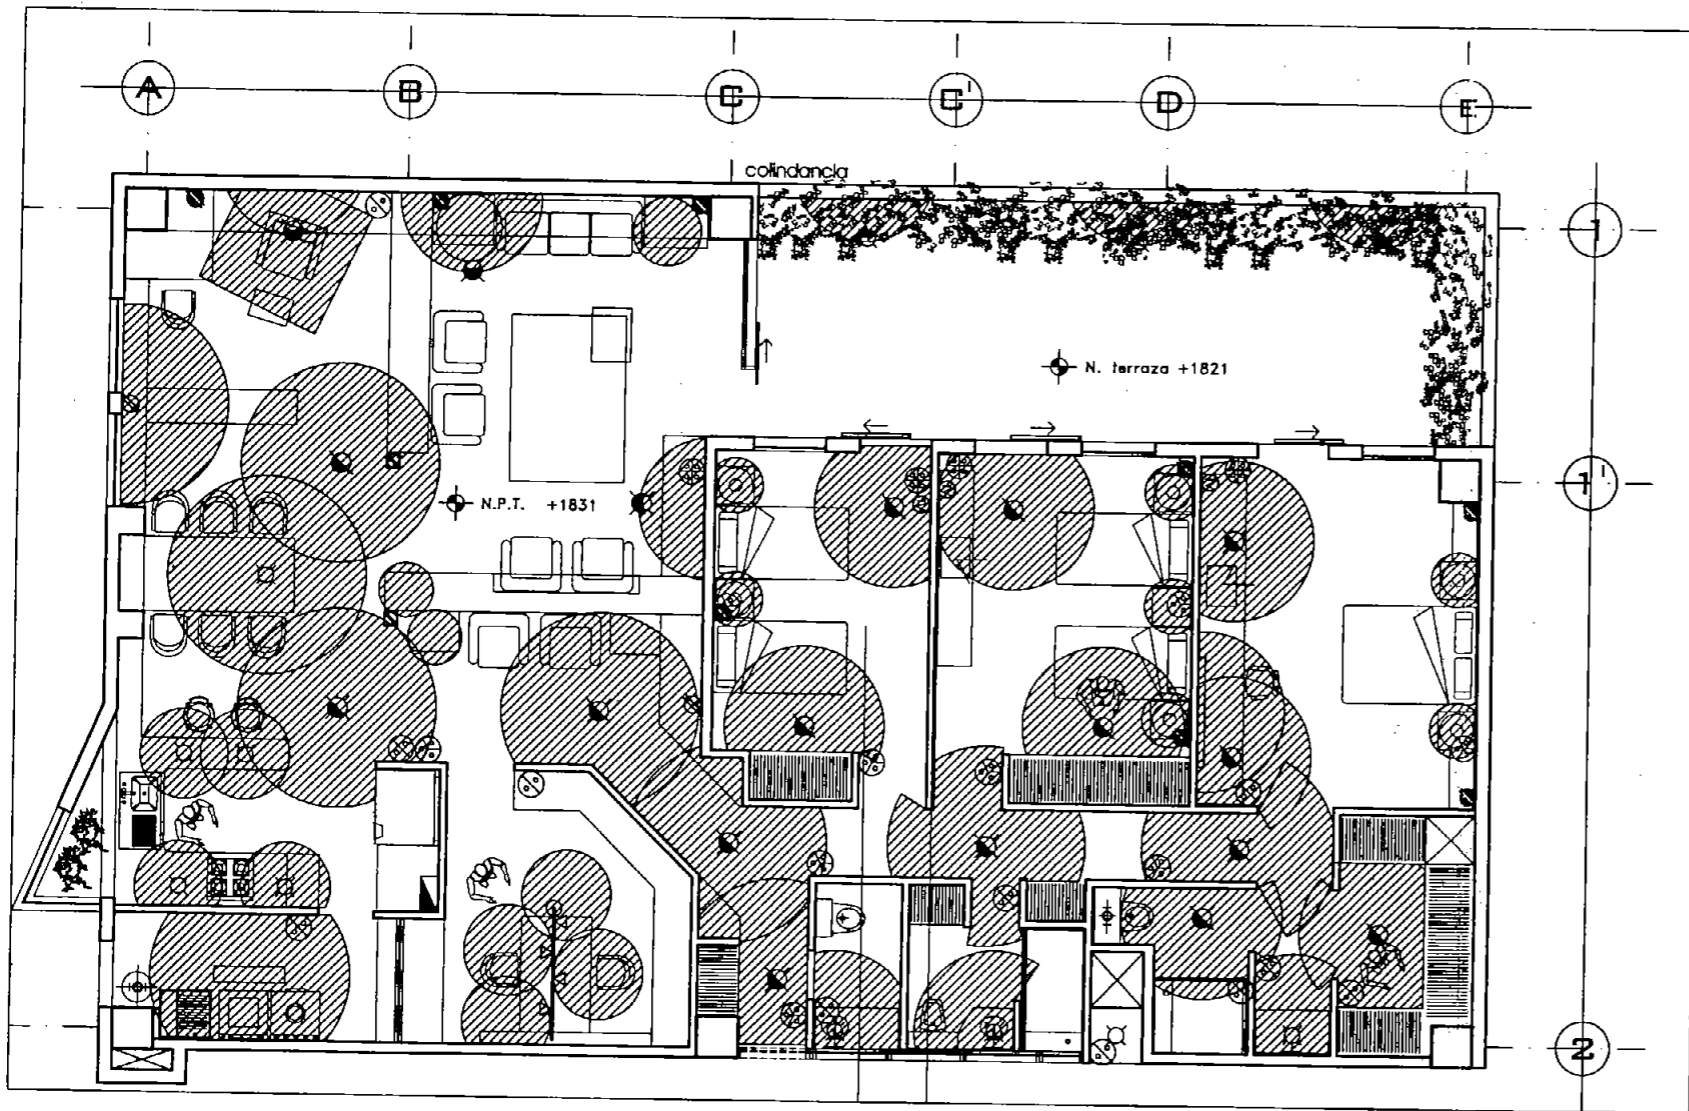 A B C C' D E
colindancia
1
N. terraza +1821
1'
N.P.T. +1831
2